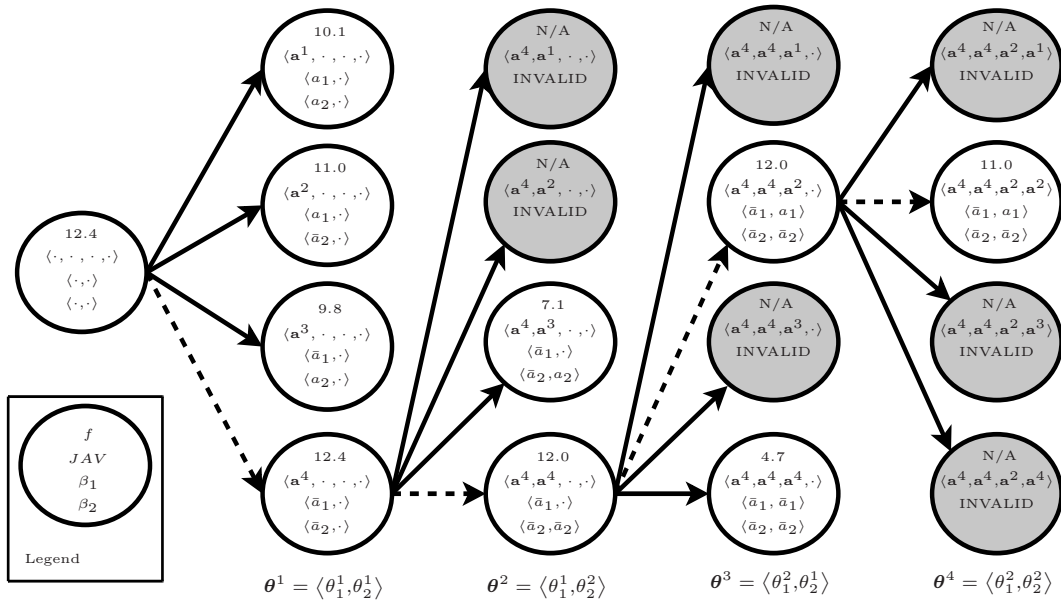 12.4
⟨·, ·, ·, ·⟩
⟨·,·⟩
⟨·,·⟩
f
JAV
β₁
β₂
Legend
10.1
⟨a¹, ·, ·, ·⟩
⟨a₁,·⟩
⟨a₂,·⟩
11.0
⟨a², ·, ·, ·⟩
⟨a₁,·⟩
⟨ā₂,·⟩
9.8
⟨a³, ·, ·, ·⟩
⟨ā₁,·⟩
⟨a₂,·⟩
12.4
⟨a⁴, ·, ·, ·⟩
⟨ā₁,·⟩
⟨ā₂,·⟩
θ¹ = ⟨θ₁¹,θ₂¹⟩
N/A
⟨a⁴,a¹, ·,·⟩
INVALID
N/A
⟨a⁴,a², ·,·⟩
INVALID
7.1
⟨a⁴,a³, ·,·⟩
⟨ā₁,·⟩
⟨ā₂,a₂⟩
12.0
⟨a⁴,a⁴, ·,·⟩
⟨ā₁,·⟩
⟨ā₂,ā₂⟩
θ² = ⟨θ₁¹,θ₂²⟩
N/A
⟨a⁴,a⁴,a¹,·⟩
INVALID
12.0
⟨a⁴,a⁴,a²,·⟩
⟨ā₁, a₁⟩
⟨ā₂, ā₂⟩
N/A
⟨a⁴,a⁴,a³,·⟩
INVALID
4.7
⟨a⁴,a⁴,a⁴,·⟩
⟨ā₁, ā₁⟩
⟨ā₂, ā₂⟩
θ³ = ⟨θ₁²,θ₂¹⟩
N/A
⟨a⁴,a⁴,a²,a¹⟩
INVALID
11.0
⟨a⁴,a⁴,a²,a²⟩
⟨ā₁, a₁⟩
⟨ā₂, ā₂⟩
N/A
⟨a⁴,a⁴,a²,a³⟩
INVALID
N/A
⟨a⁴,a⁴,a²,a⁴⟩
INVALID
θ⁴ = ⟨θ₁²,θ₂²⟩